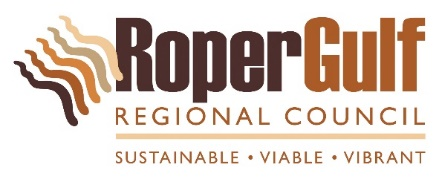 RoperGulf
REGIONAL COUNCIL
SUSTAINABLE • VIABLE • VIBRANT